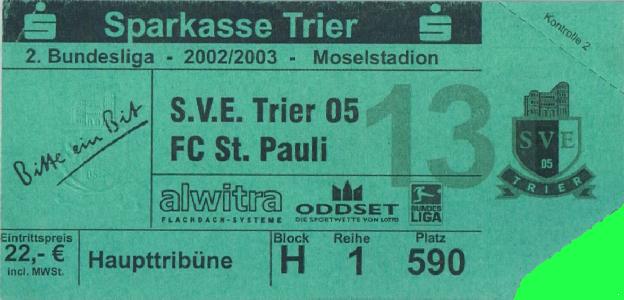 Sparkasse Trier
2. Bundesliga - 2002/2003 - Moselstadion
Kontrolle 2
Bitte ein Bit
S.V.E. Trier 05
FC St. Pauli
13
SVE
05
TRIER
alwitra
FLACHDACH-SYSTEME
ODDSET
DIE SPORTWETTE VON LOTTO
BUNDES
LIGA
Eintrittspreis
22,- €
incl. MWSt.
Haupttribüne
Block
H
Reihe
1
Platz
590